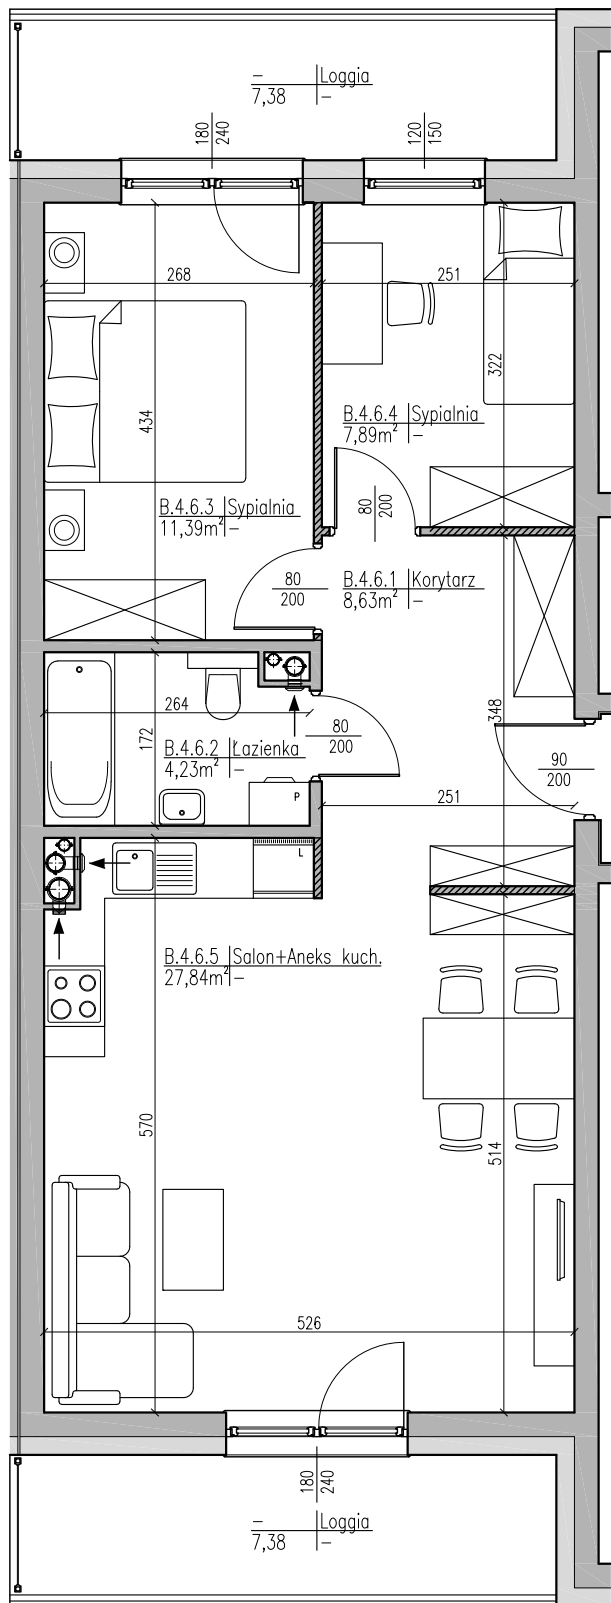 – Loggia
7,38 –
180
240
120
150
268
251
434
322
B.4.6.4 Sypialnia
7,89m² –
80
200
B.4.6.3 Sypialnia
11,39m² –
80
200
B.4.6.1 Korytarz
8,63m² –
264
172
348
80
200
B.4.6.2 Łazienka
4,23m² –
P
90
200
251
L
B.4.6.5 Salon+Aneks kuch.
27,84m² –
570
514
526
180
240
– Loggia
7,38 –